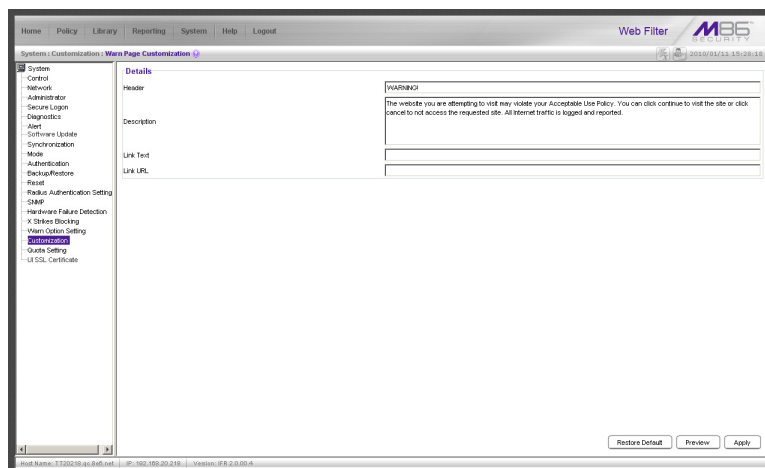 Home Policy Library Reporting System Help Logout
Web Filter
M86
SECURITY
System : Customization : Warn Page Customization
2010/01/11 15:28:18
System
Control
Network
Administrator
Secure Logon
Diagnostics
Alert
Software Update
Synchronization
Mode
Authentication
Backup/Restore
Reset
Radius Authentication Setting
SNMP
Hardware Failure Detection
X Strikes Blocking
Warn Option Setting
Customization
Quota Setting
UI SSL Certificate
Details
Header
WARNING!
Description
The website you are attempting to visit may violate your Acceptable Use Policy. You can click continue to visit the site or click
cancel to not access the requested site. All Internet traffic is logged and reported.
Link Text
Link URL
Restore Default Preview Apply
Host Name: TT20218.qc.8e6.net IP: 192.168.20.218 Version: IFR 2.0.00.4